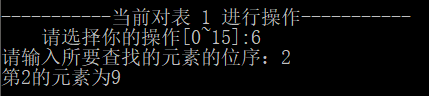 -----------当前对表 1 进行操作-----------
请选择你的操作[0~15]:6
请输入所要查找的元素的位序：2
第2的元素为9